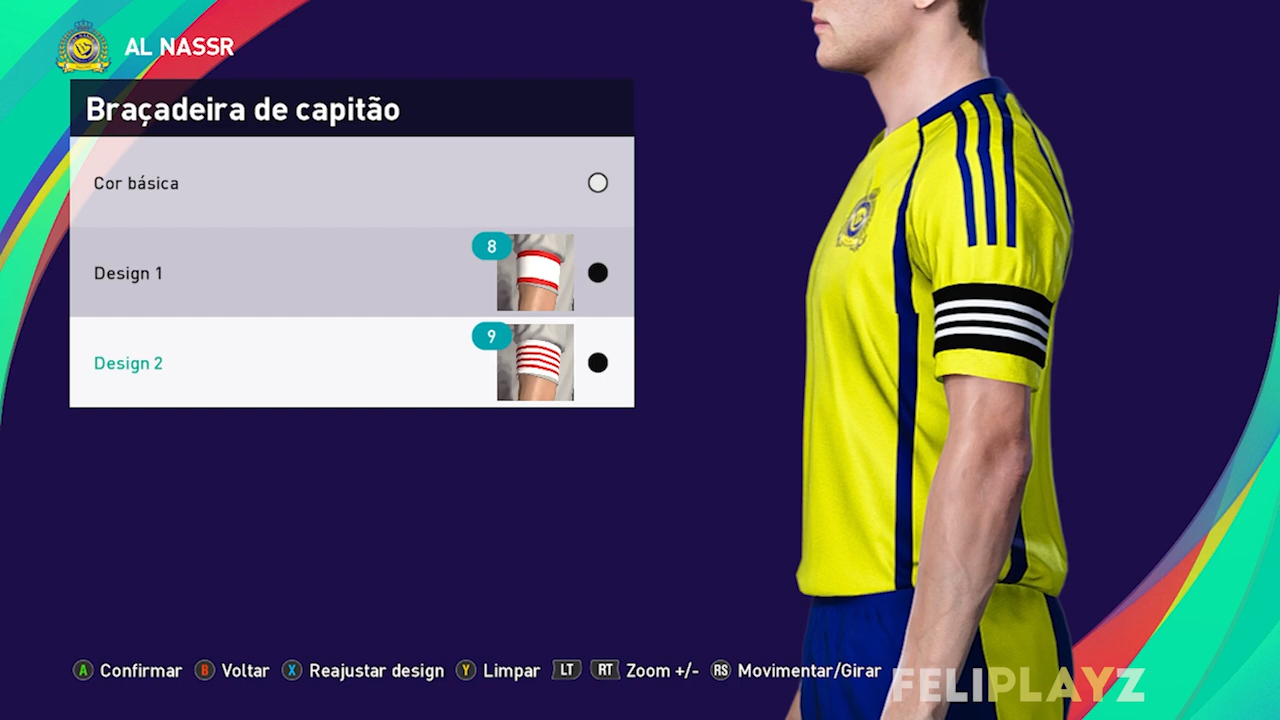 AL NASSR
Braçadeira de capitão
Cor básica
Design 1
8
Design 2
9
A Confirmar B Voltar X Reajustar design Y Limpar LT RT Zoom +/- RS Movimentar/Girar
FELIPLAYZ